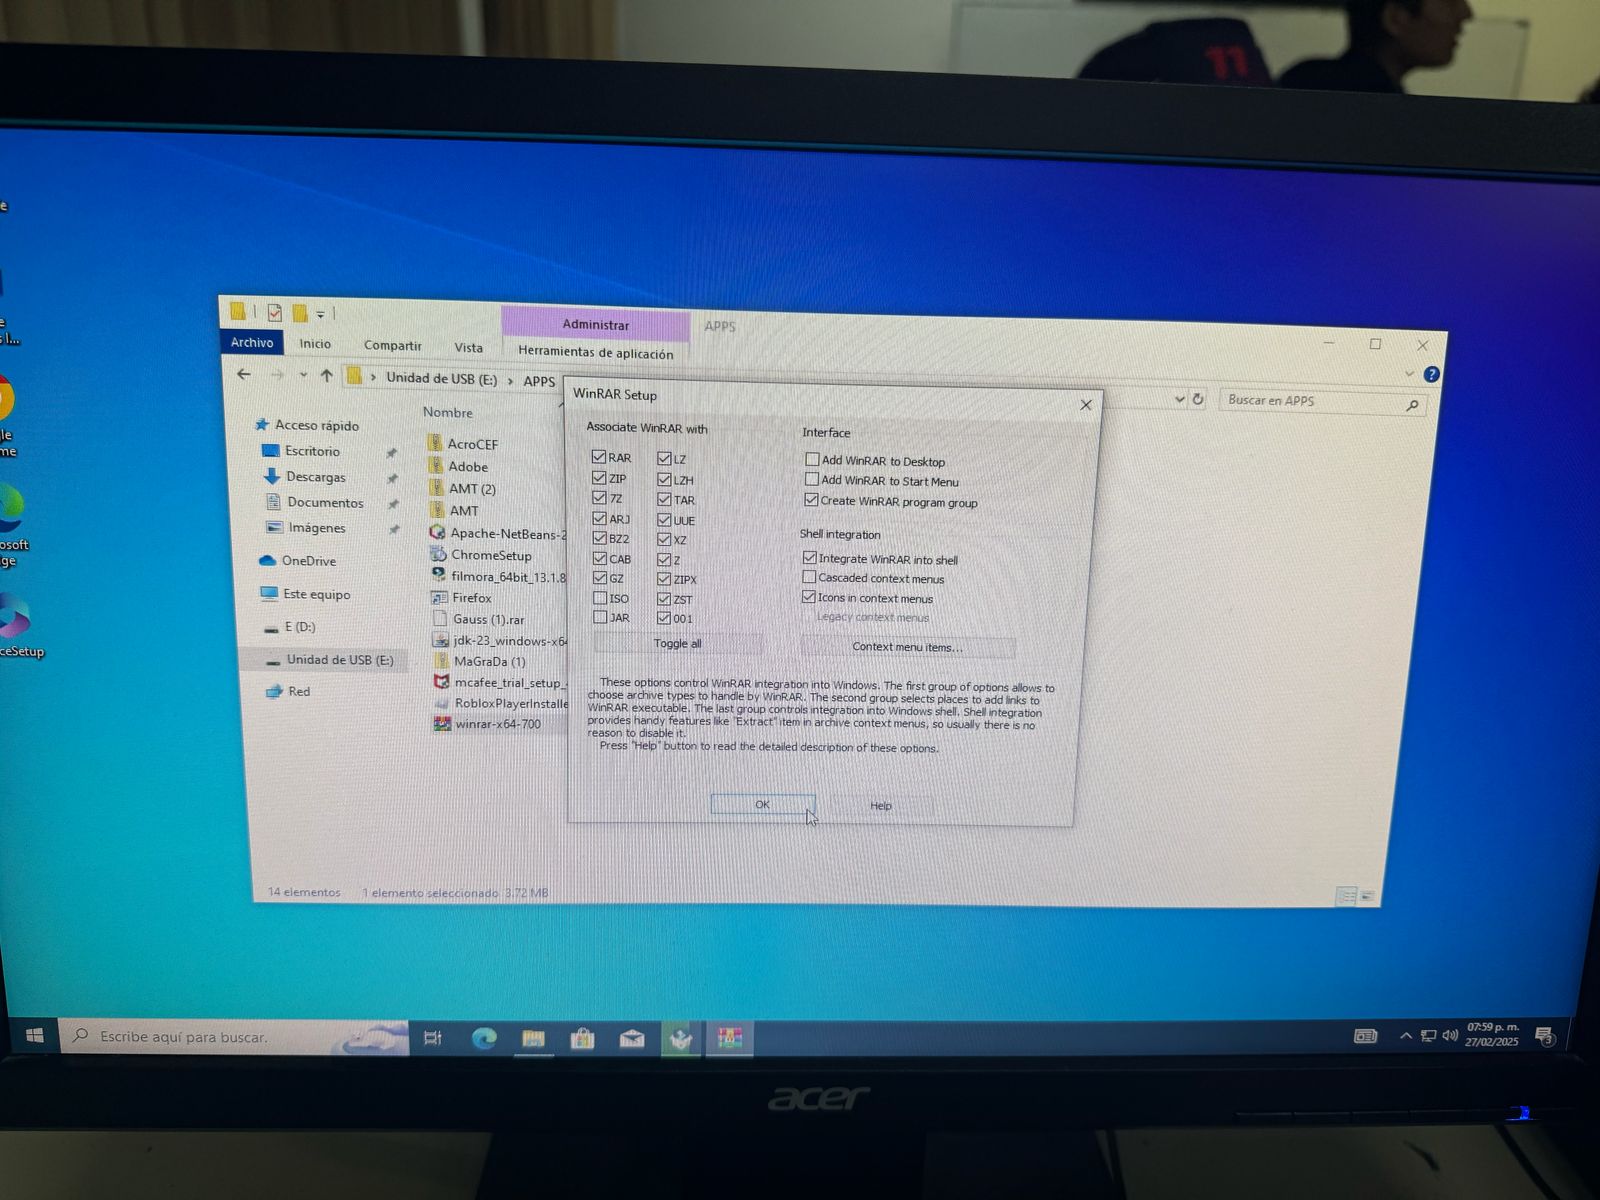 11
Administrar
APPS
Archivo
Inicio
Compartir
Vista
Herramientas de aplicación
Unidad de USB (E:)
APPS
Buscar en APPS
Acceso rápido
Escritorio
Descargas
Documentos
Imágenes
OneDrive
Este equipo
E (D:)
Unidad de USB (E:)
Red
Nombre
AcroCEF
Adobe
AMT (2)
AMT
Apache-NetBeans-2
ChromeSetup
filmora_64bit_13.1.8
Firefox
Gauss (1).rar
jdk-23_windows-x64
MaGraDa (1)
mcafee_trial_setup_
RobloxPlayerInstalle
winrar-x64-700
WinRAR Setup
Associate WinRAR with
RAR
ZIP
7Z
ARJ
BZ2
CAB
GZ
ISO
JAR
LZ
LZH
TAR
UUE
XZ
Z
ZIPX
ZST
001
Toggle all
Interface
Add WinRAR to Desktop
Add WinRAR to Start Menu
Create WinRAR program group
Shell integration
Integrate WinRAR into shell
Cascaded context menus
Icons in context menus
Legacy context menus
Context menu items...
These options control WinRAR integration into Windows. The first group of options allows to
choose archive types to handle by WinRAR. The second group selects places to add links to
WinRAR executable. The last group controls integration into Windows shell. Shell integration
provides handy features like "Extract" item in archive context menus, so usually there is no
reason to disable it.
Press "Help" button to read the detailed description of these options.
OK
Help
14 elementos
1 elemento seleccionado 3.72 MB
le
me
osoft
ge
ceSetup
Escribe aquí para buscar.
07:59 p. m.
27/02/2025
3
acer